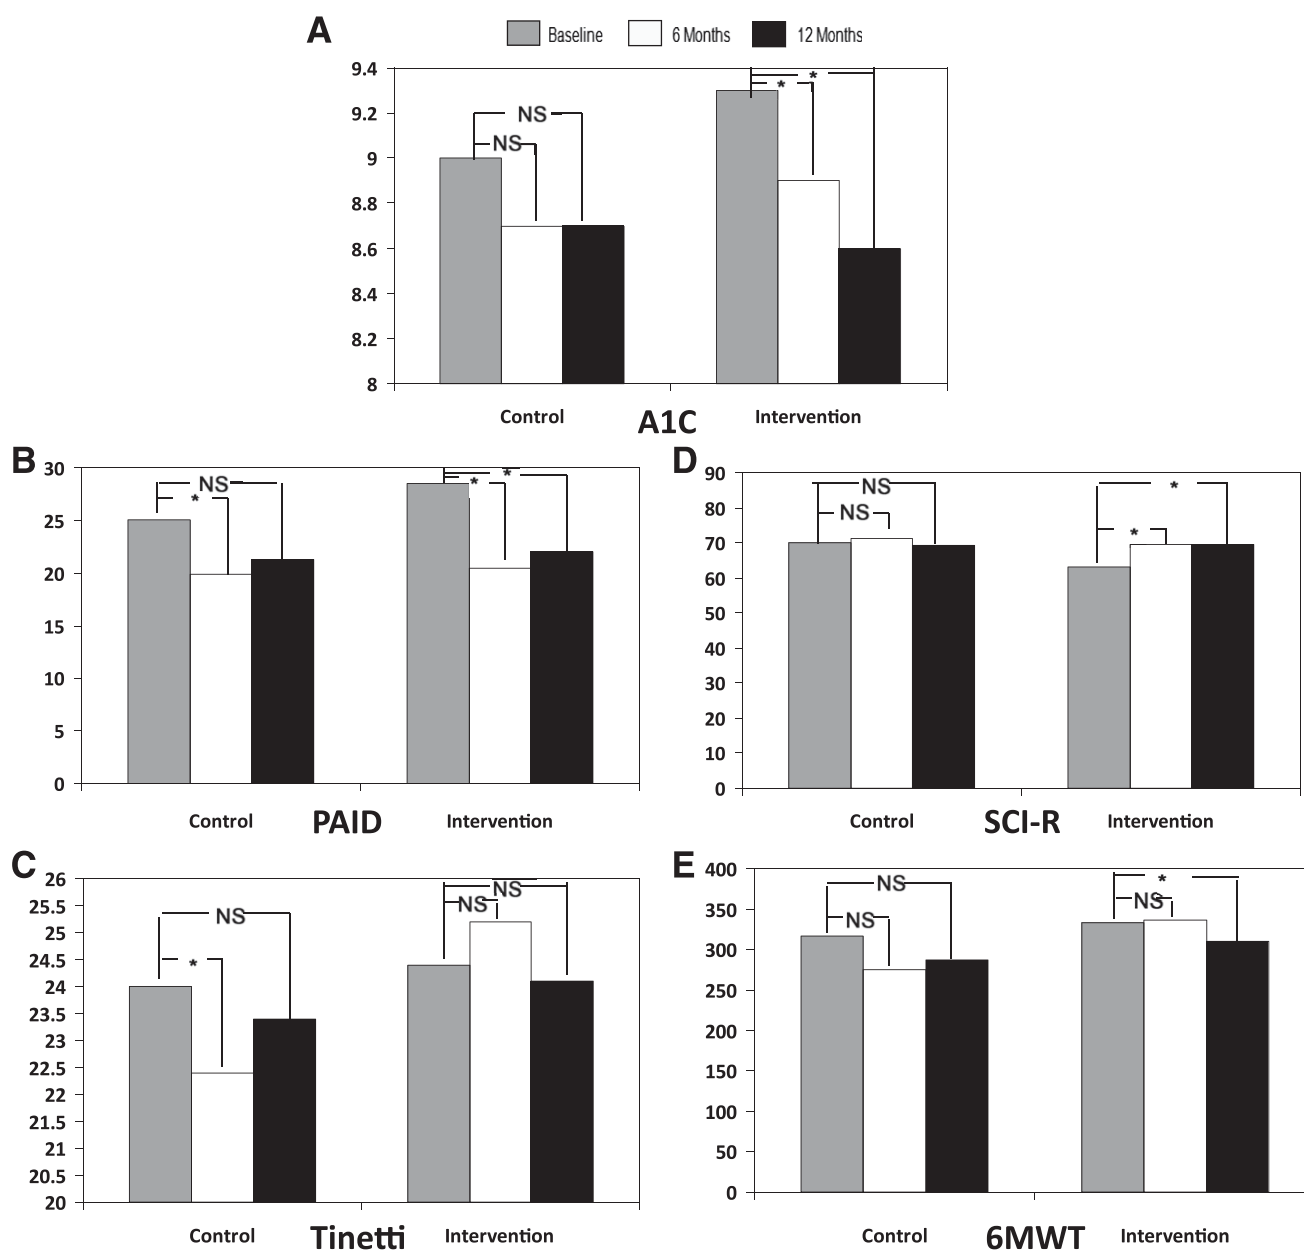 A
Baseline 6 Months 12 Months
9.4
9.2
9
8.8
8.6
8.4
8.2
8
NS
NS
*
*
Control A1C Intervention
B
30
25
20
15
10
5
0
NS
*
*
*
Control PAID Intervention
D
90
80
70
60
50
40
30
20
10
0
NS
NS
*
*
Control SCI-R Intervention
C
26
25.5
25
24.5
24
23.5
23
22.5
22
21.5
21
20.5
20
NS
*
NS
NS
Control Tinetti Intervention
E
400
350
300
250
200
150
100
50
0
NS
NS
*
NS
Control 6MWT Intervention